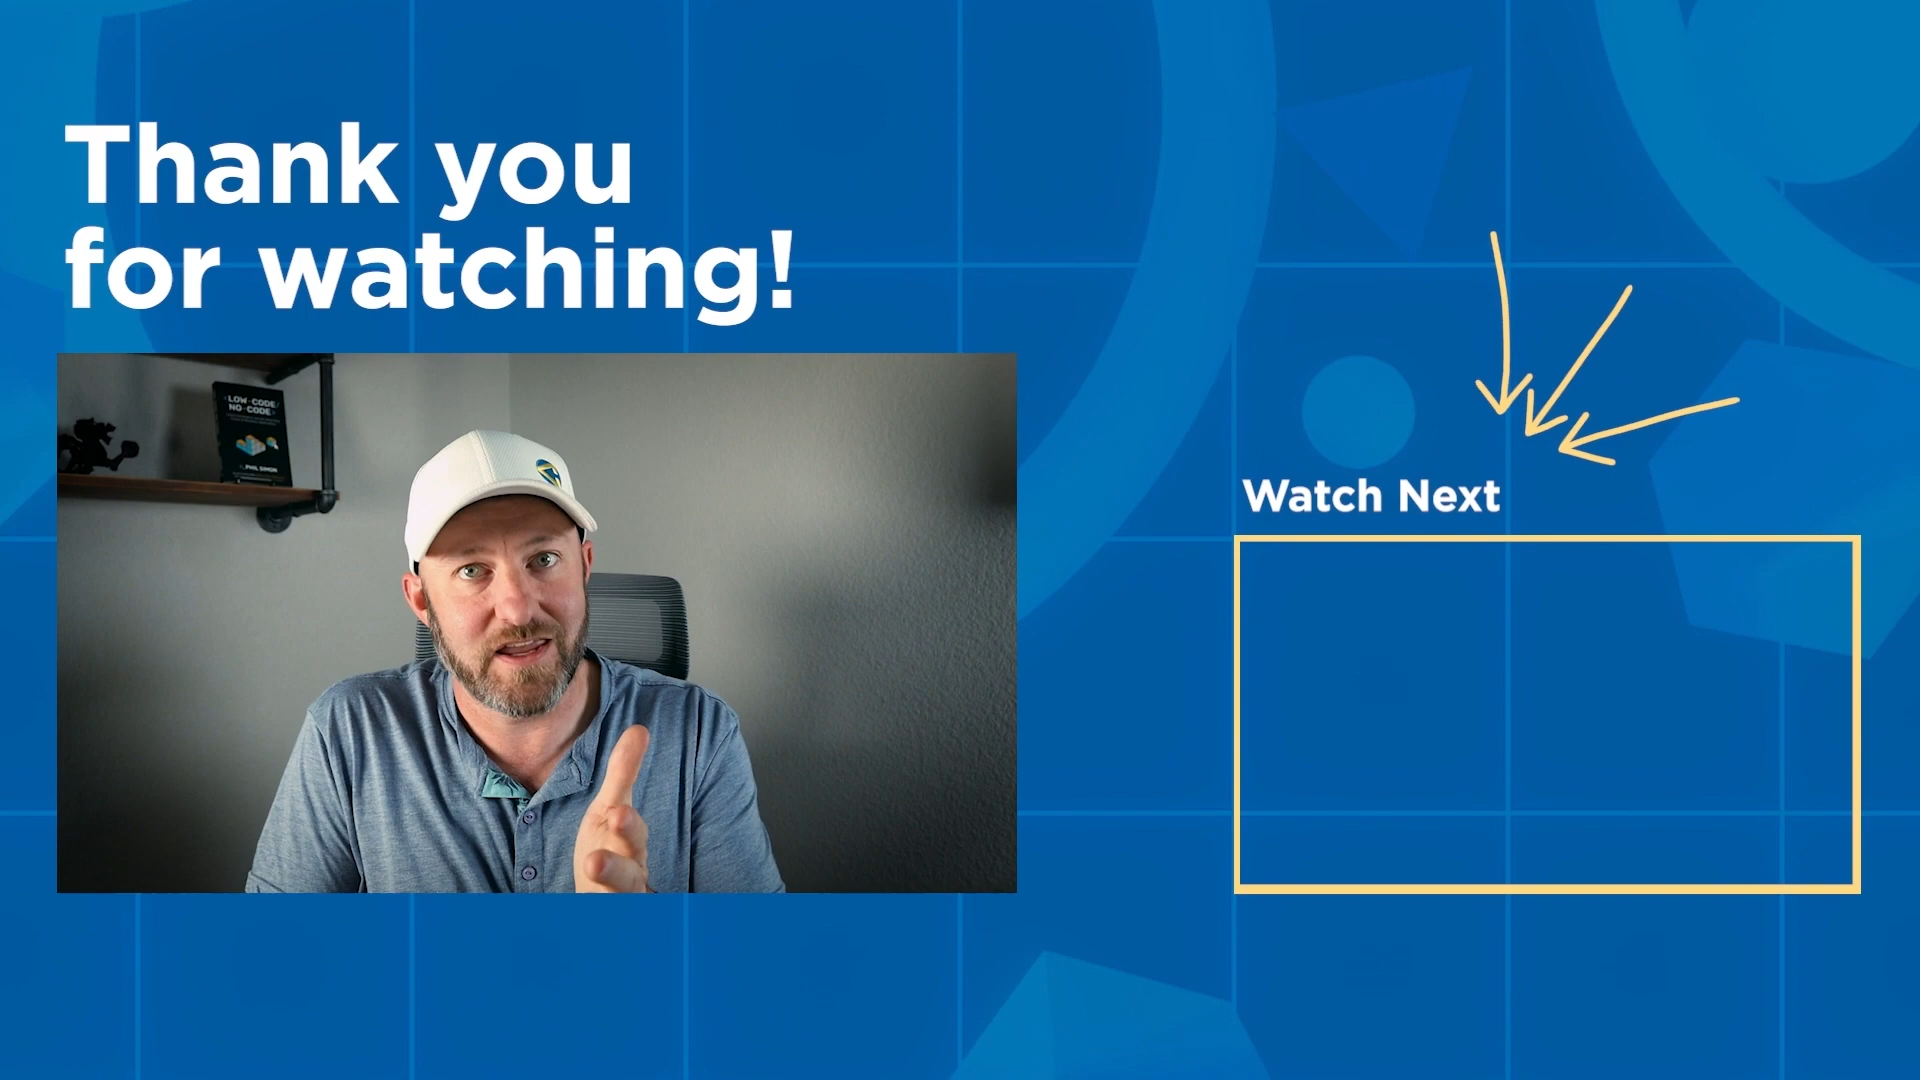 Thank you
for watching!
LOW-CODE/
NO-CODE
PHIL SIMON
Watch Next